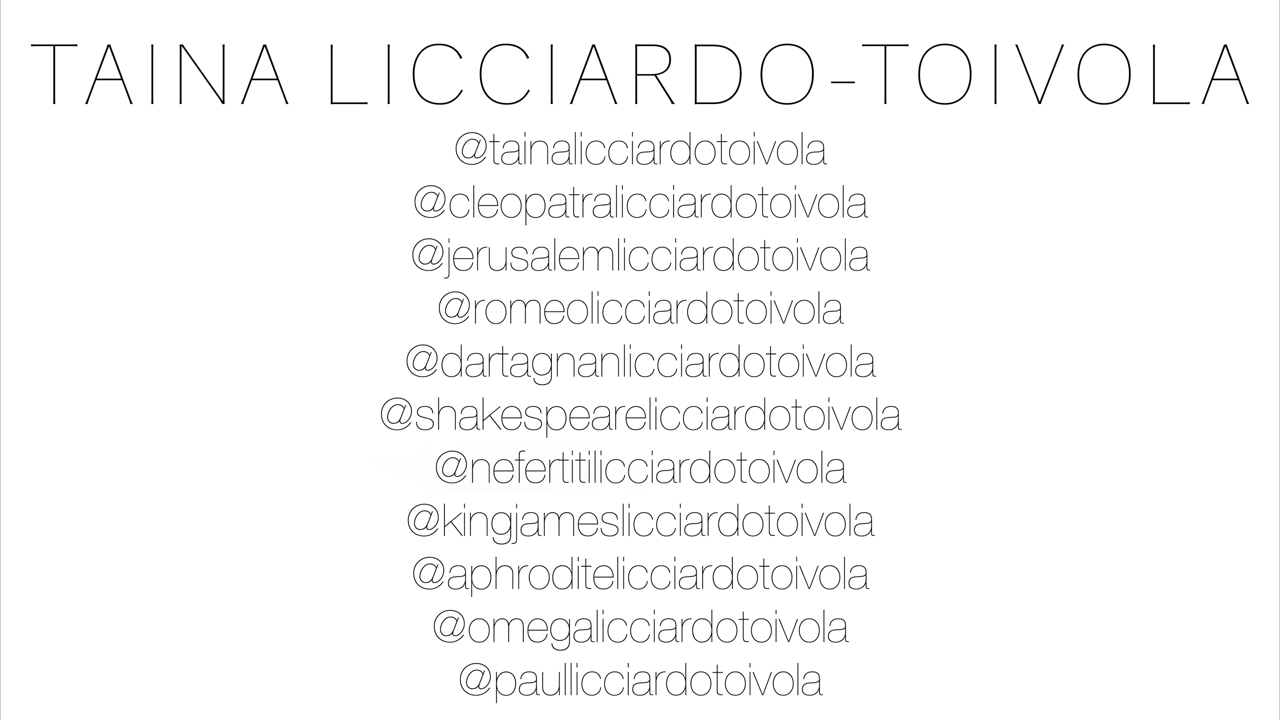 TAINA LICCIARDO-TOIVOLA
@tainalicciardotoivola
@cleopatralicciardotoivola
@jerusalemlicciardotoivola
@romeolicciardotoivola
@dartagnanlicciardotoivola
@shakespearelicciardotoivola
@nefertitilicciardotoivola
@kingjameslicciardotoivola
@aphroditelicciardotoivola
@omegalicciardotoivola
@paullicciardotoivola